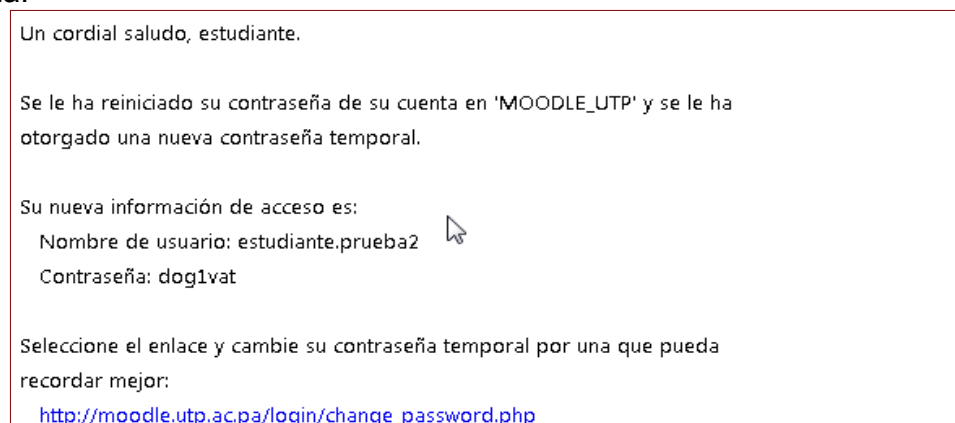 Un cordial saludo, estudiante.
Se le ha reiniciado su contraseña de su cuenta en 'MOODLE_UTP' y se le ha
otorgado una nueva contraseña temporal.
Su nueva información de acceso es:
Nombre de usuario: estudiante.prueba2
Contraseña: dog1vat
Seleccione el enlace y cambie su contraseña temporal por una que pueda
recordar mejor:
http://moodle.utp.ac.pa/login/change_password.php